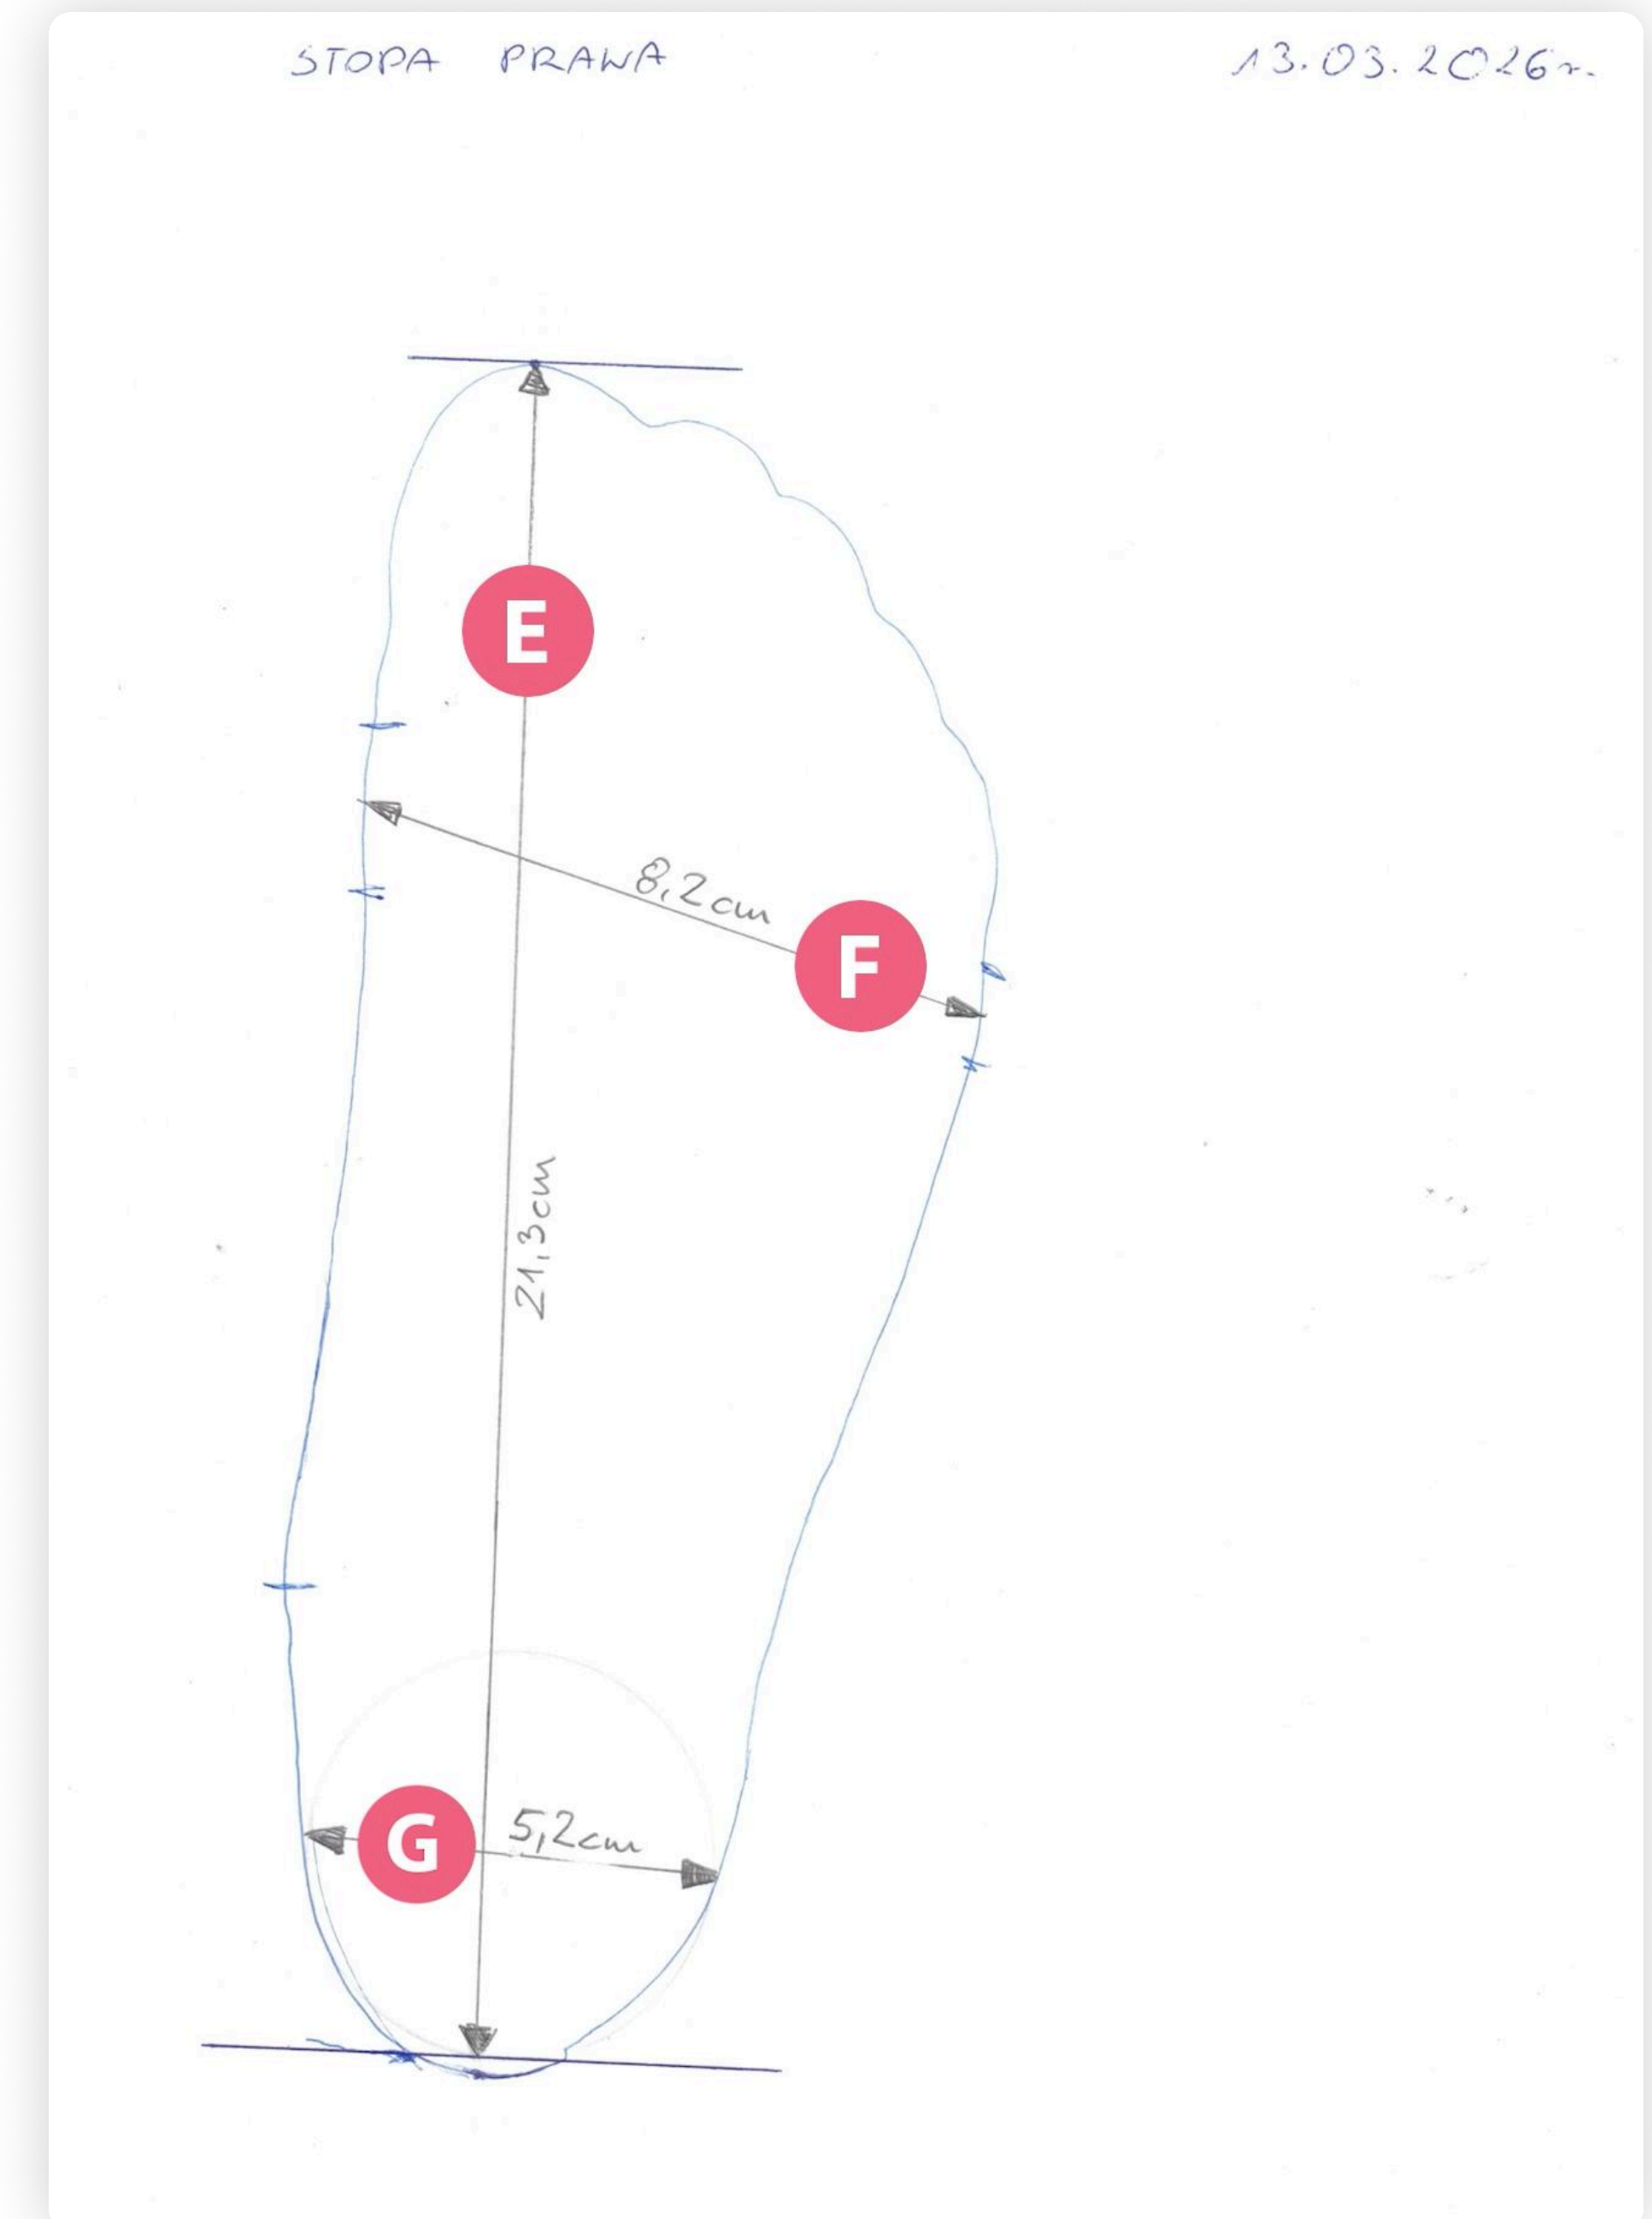 STOPA PRAWA
13.03.2026r.
E
8,2cm
F
21,3cm
G
5,2cm